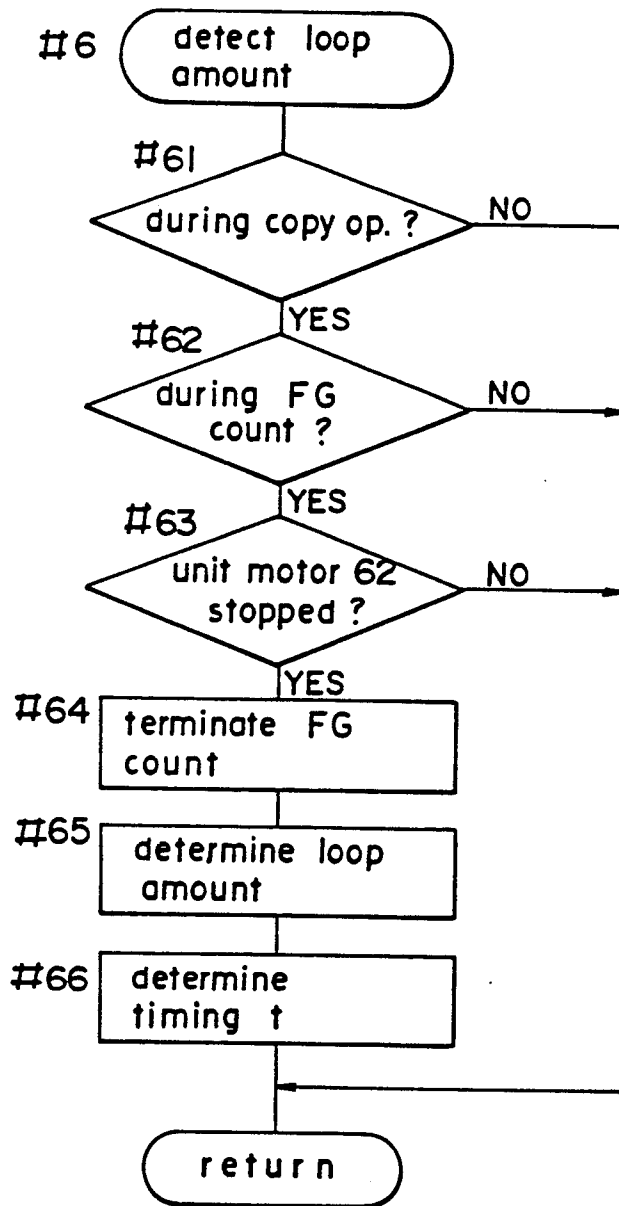 #6
detect loop
amount
#61
during copy op. ?
NO
YES
#62
during FG
count ?
NO
YES
#63
unit motor 62
stopped ?
NO
YES
#64
terminate FG
count
#65
determine loop
amount
#66
determine
timing t
return